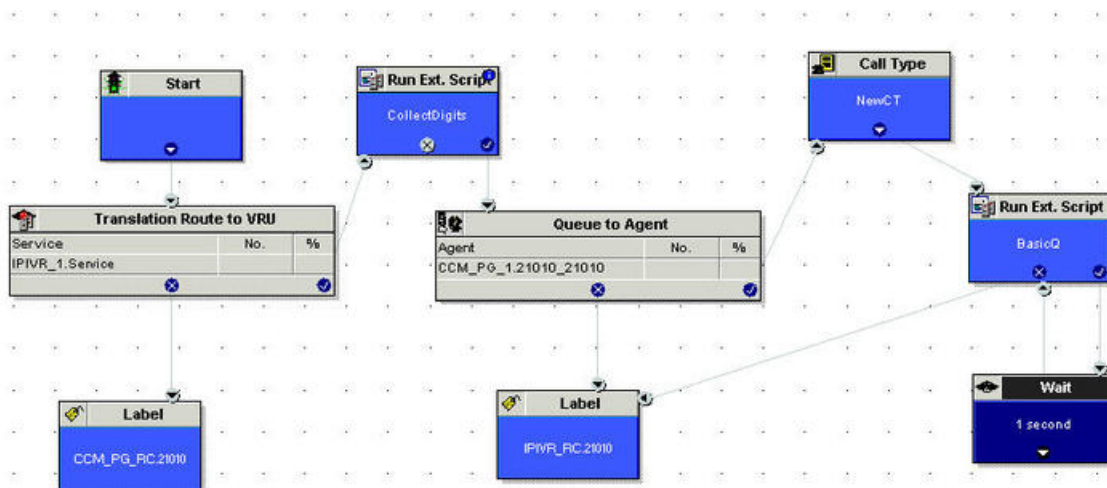 Start
Translation Route to VRU
Service No. %
IPIVR_1.Service
Label
CCM_PG_RC.21010
Run Ext. Script
CollectDigits
Queue to Agent
Agent No. %
CCM_PG_1.21010_21010
Label
IPIVR_RC.21010
Call Type
NewCT
Run Ext. Script
BasicQ
Wait
1 second